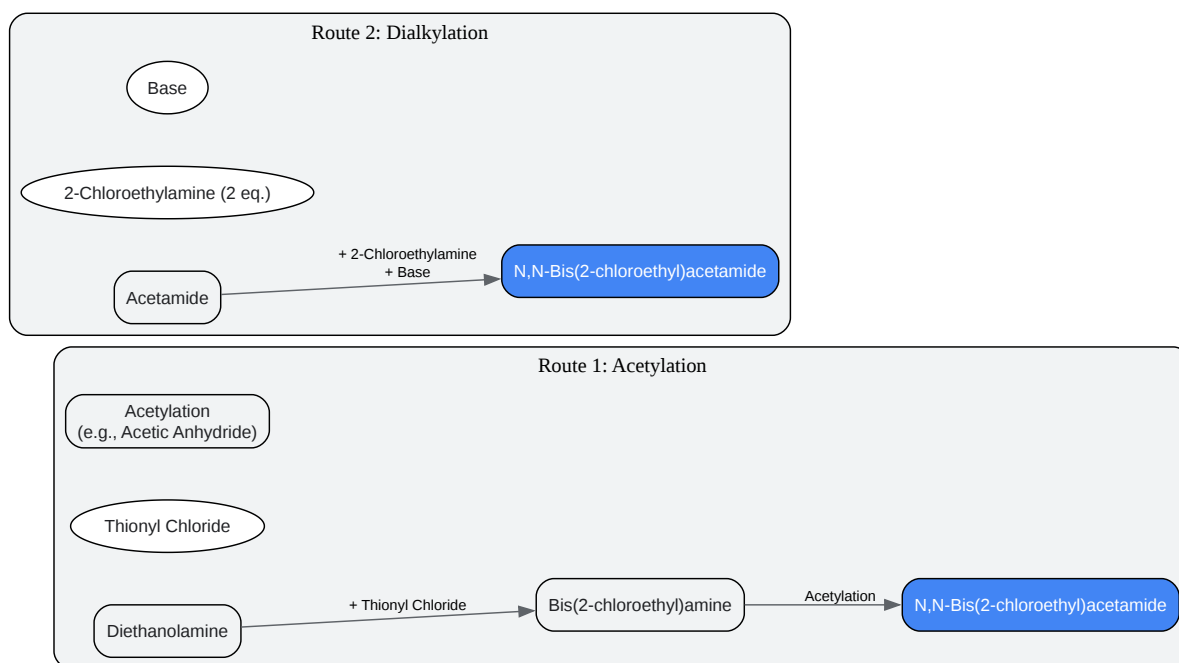 Route 2: Dialkylation
Base
2-Chloroethylamine (2 eq.)
+ 2-Chloroethylamine
+ Base
N,N-Bis(2-chloroethyl)acetamide
Acetamide
Route 1: Acetylation
Acetylation
(e.g., Acetic Anhydride)
Thionyl Chloride
Diethanolamine
+ Thionyl Chloride
Bis(2-chloroethyl)amine
Acetylation
N,N-Bis(2-chloroethyl)acetamide